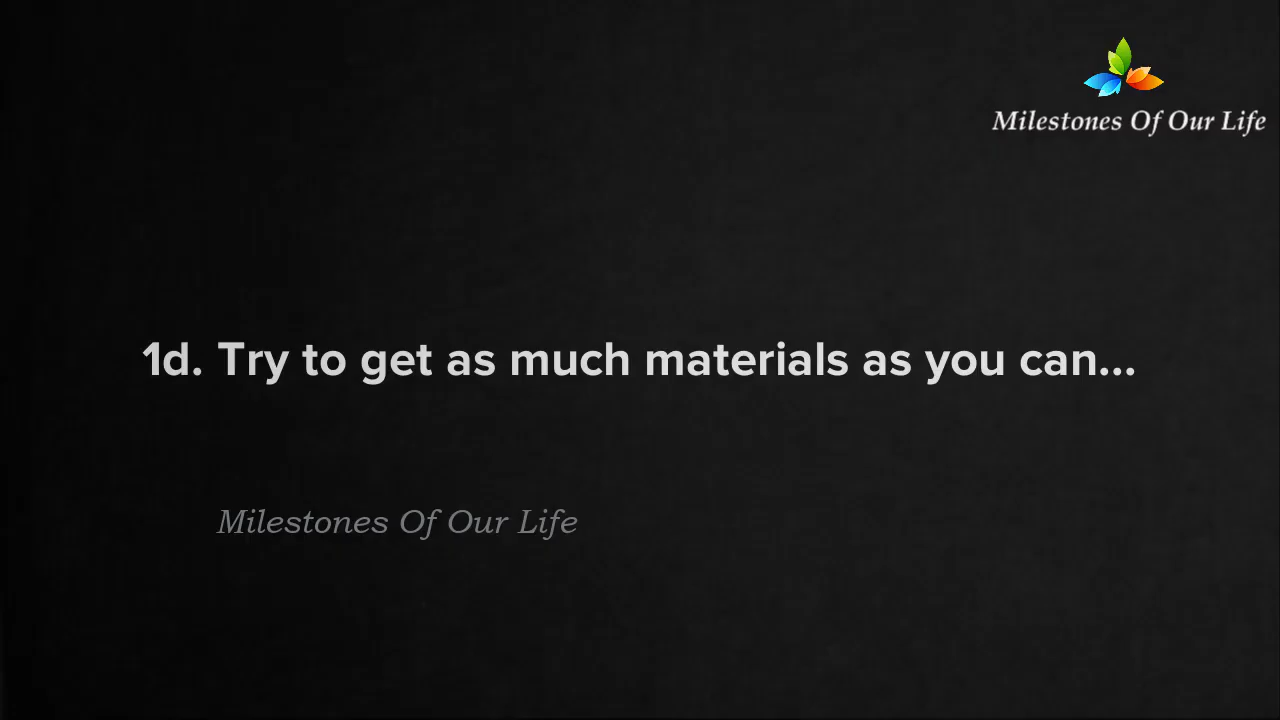 Milestones Of Our Life
1d. Try to get as much materials as you can...
Milestones Of Our Life